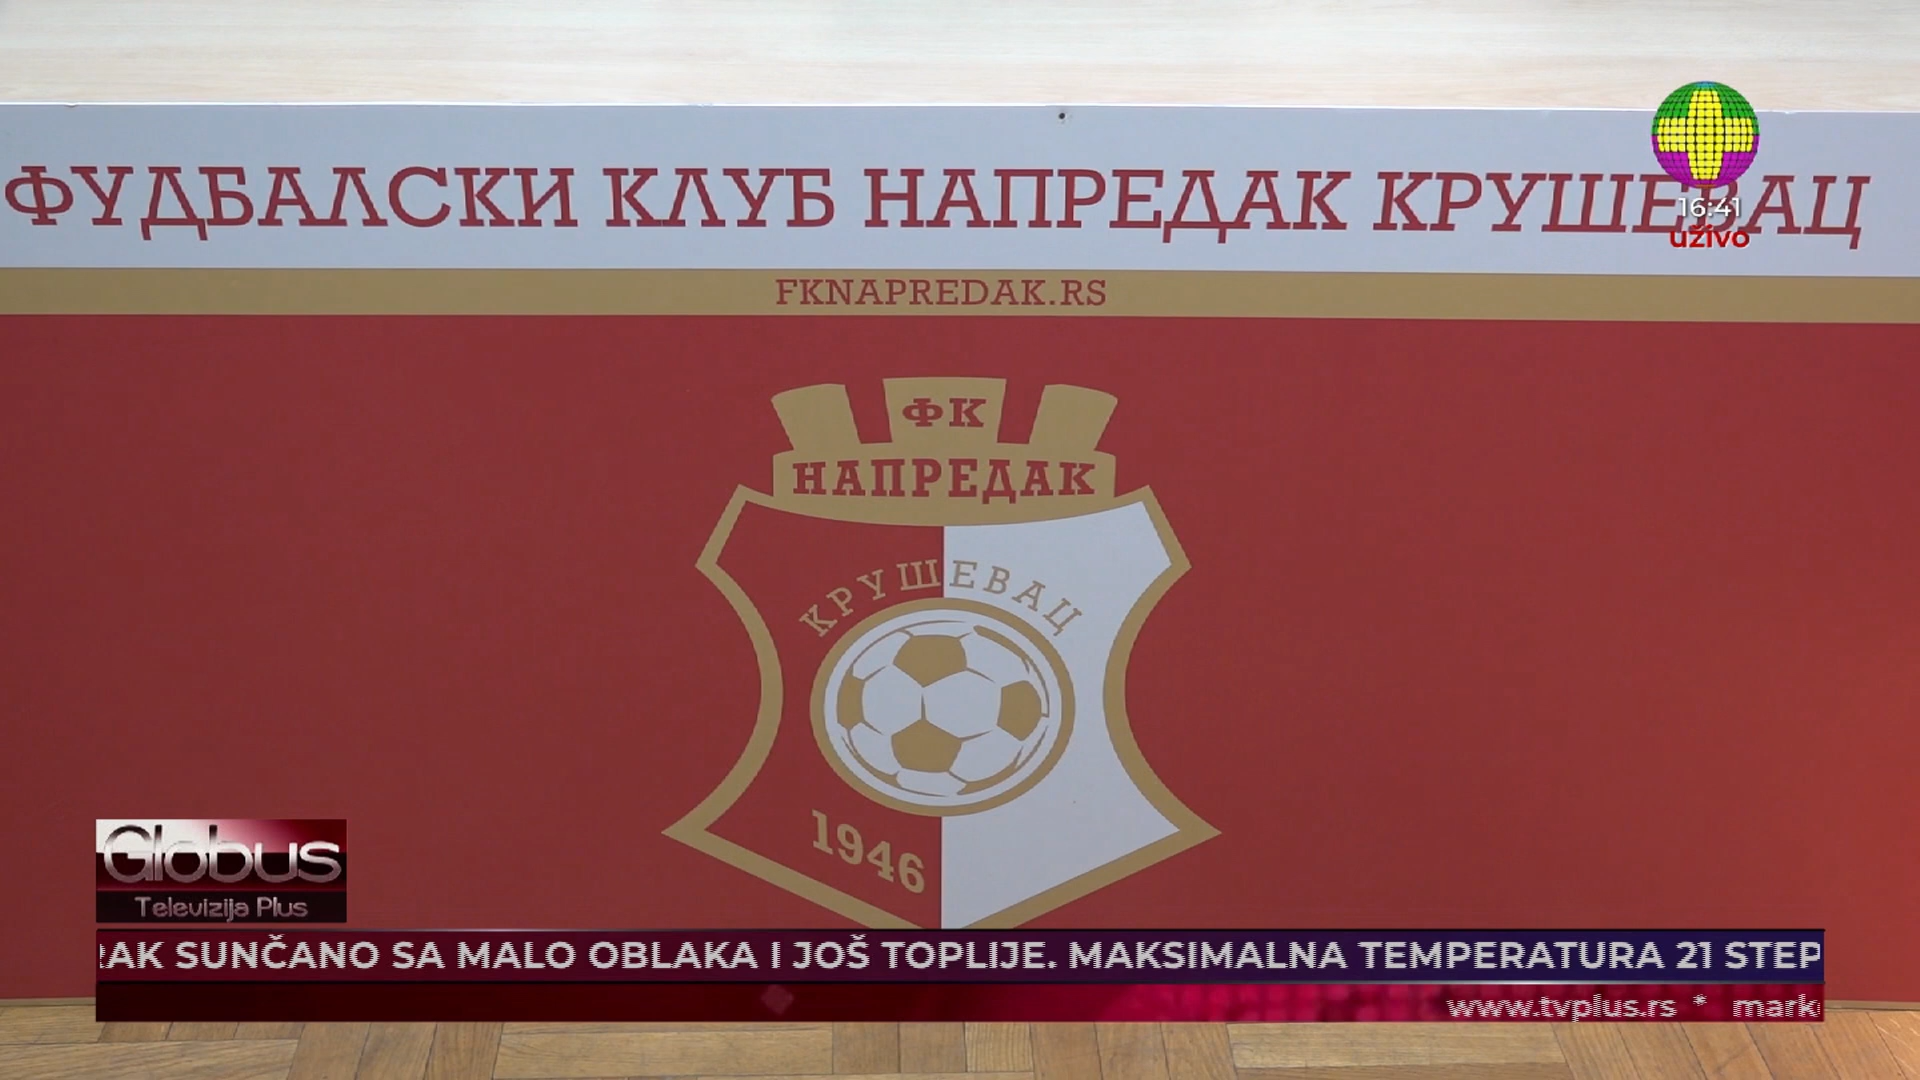 ФУДБАЛСКИ КЛУБ НАПРЕДАК КРУШЕВАЦ
16:41
uživo
FKNAPREDAK.RS
ФК
НАПРЕДАК
КРУШЕВАЦ
1946
Globus
Televizija Plus
SUNČANO SA MALO OBLAKA I JOŠ TOPLIJE. MAKSIMALNA TEMPERATURA 21 STEP
www.tvplus.rs *